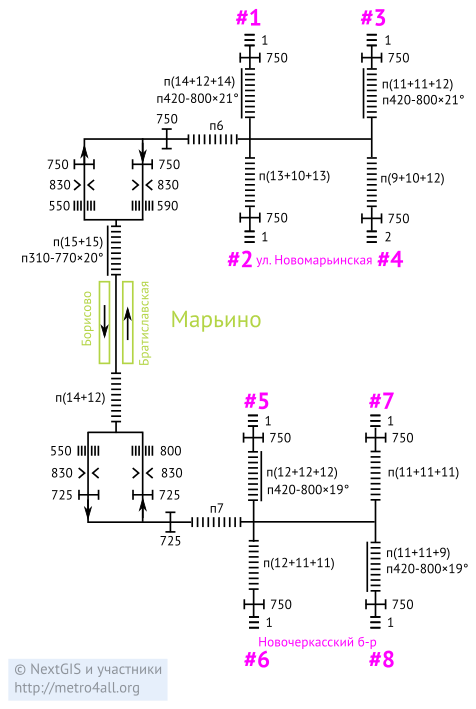 #1 #3
1 1
750 750
п(14+12+14) п(11+11+12)
п420-800×21° п420-800×21°
750
п6
750 750
830 830
550 590
п(13+10+13) п(9+10+12)
750 750
1 2
#2 ул. Новомарьинская #4
п(15+15)
п310-770×20°
Борисово
Братиславская
Марьино
п(14+12)
#5 #7
1 1
750 750
550 800
830 830
725 725
п(12+12+12) п(11+11+11)
п420-800×19°
п7
725
п(12+11+11) п(11+11+9)
п420-800×19°
750 750
1 1
Новочеркасский б-р
#6 #8
© NextGIS и участники
http://metro4all.org